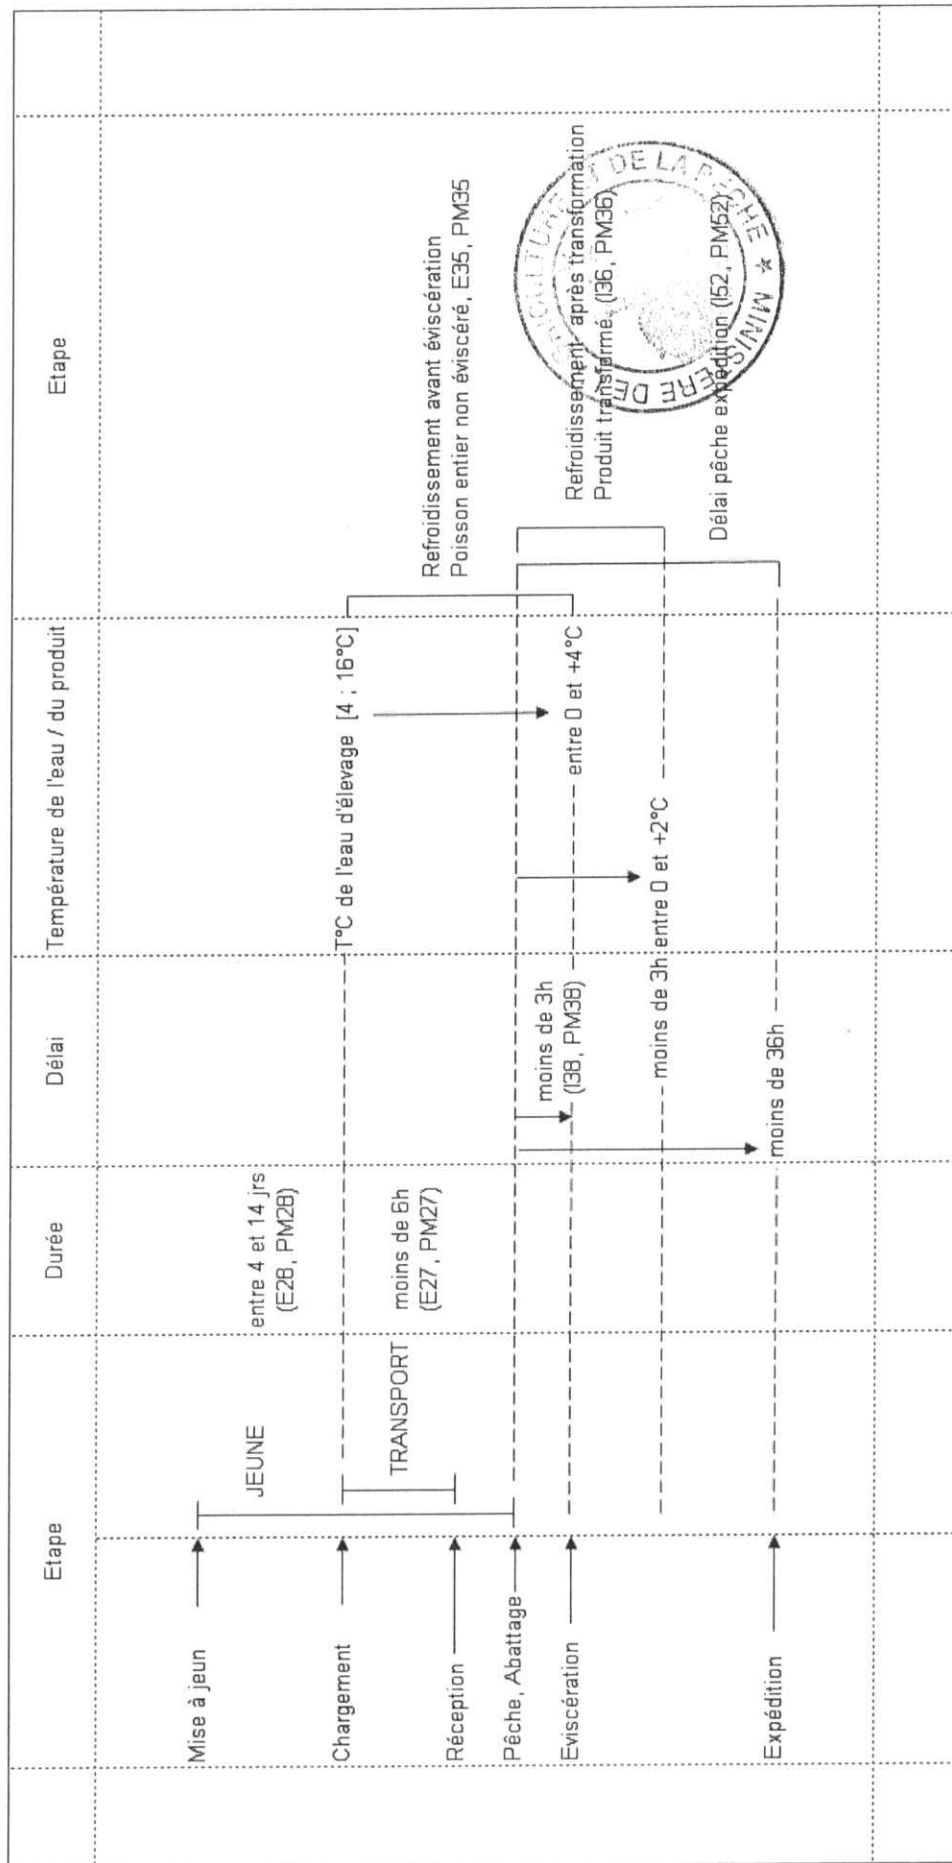 Etape
Durée
Délai
Température de l'eau / du produit
Etape
Mise à jeun
JEUNE
entre 4 et 14 jrs
(E28, PM28)
Chargement
T°C de l'eau d'élevage [4 ; 16°C]
TRANSPORT
moins de 6h
(E27, PM27)
Refroidissement avant éviscération
Poisson entier non éviscéré, E35, PM35
Réception
Pêche, Abattage
moins de 3h
(I38, PM38)
Eviscération
entre 0 et +4°C
Refroidissement après transformation
Produit transformé, (I36, PM36)
moins de 3h entre 0 et +2°C
Délai pêche expédition (I52, PM52)
Expédition
moins de 36h
MINISTERE DE
DE LA PÊCHE ★